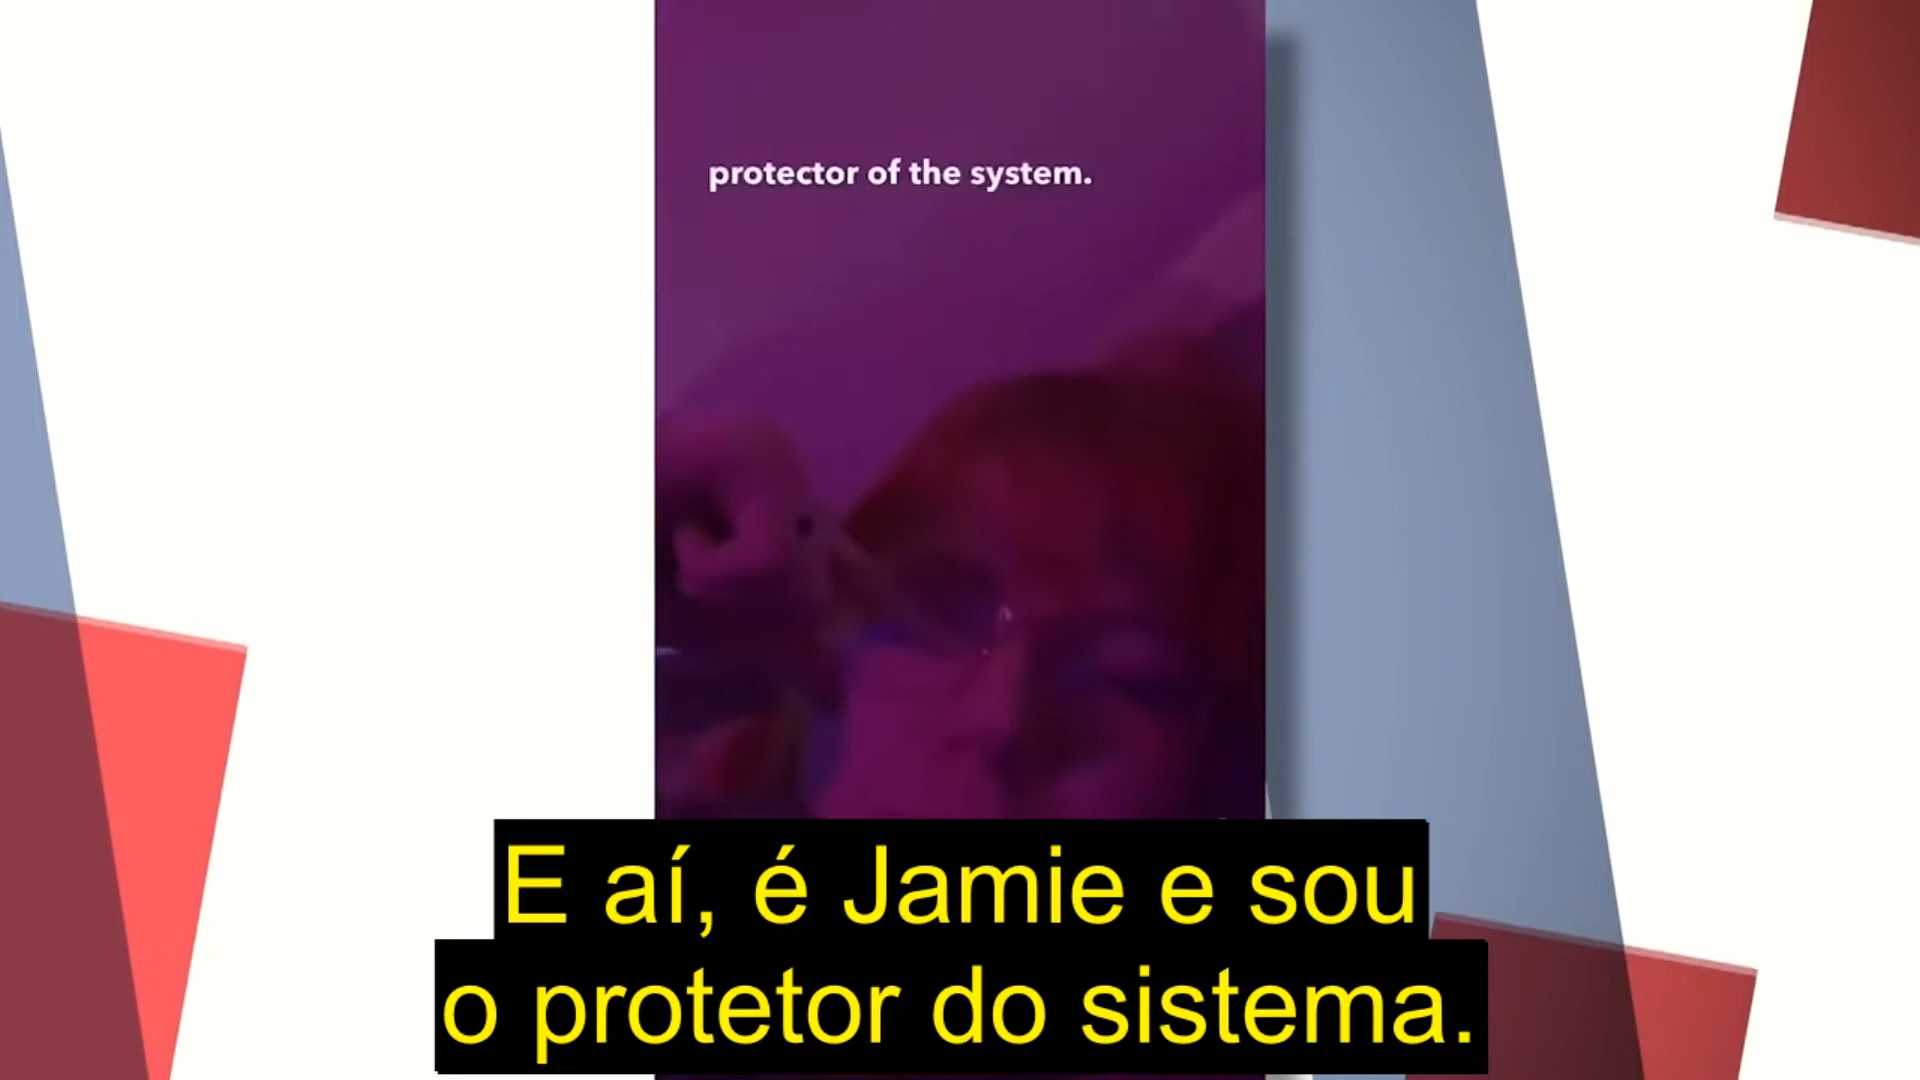 protector of the system.
E aí, é Jamie e sou
o protetor do sistema.